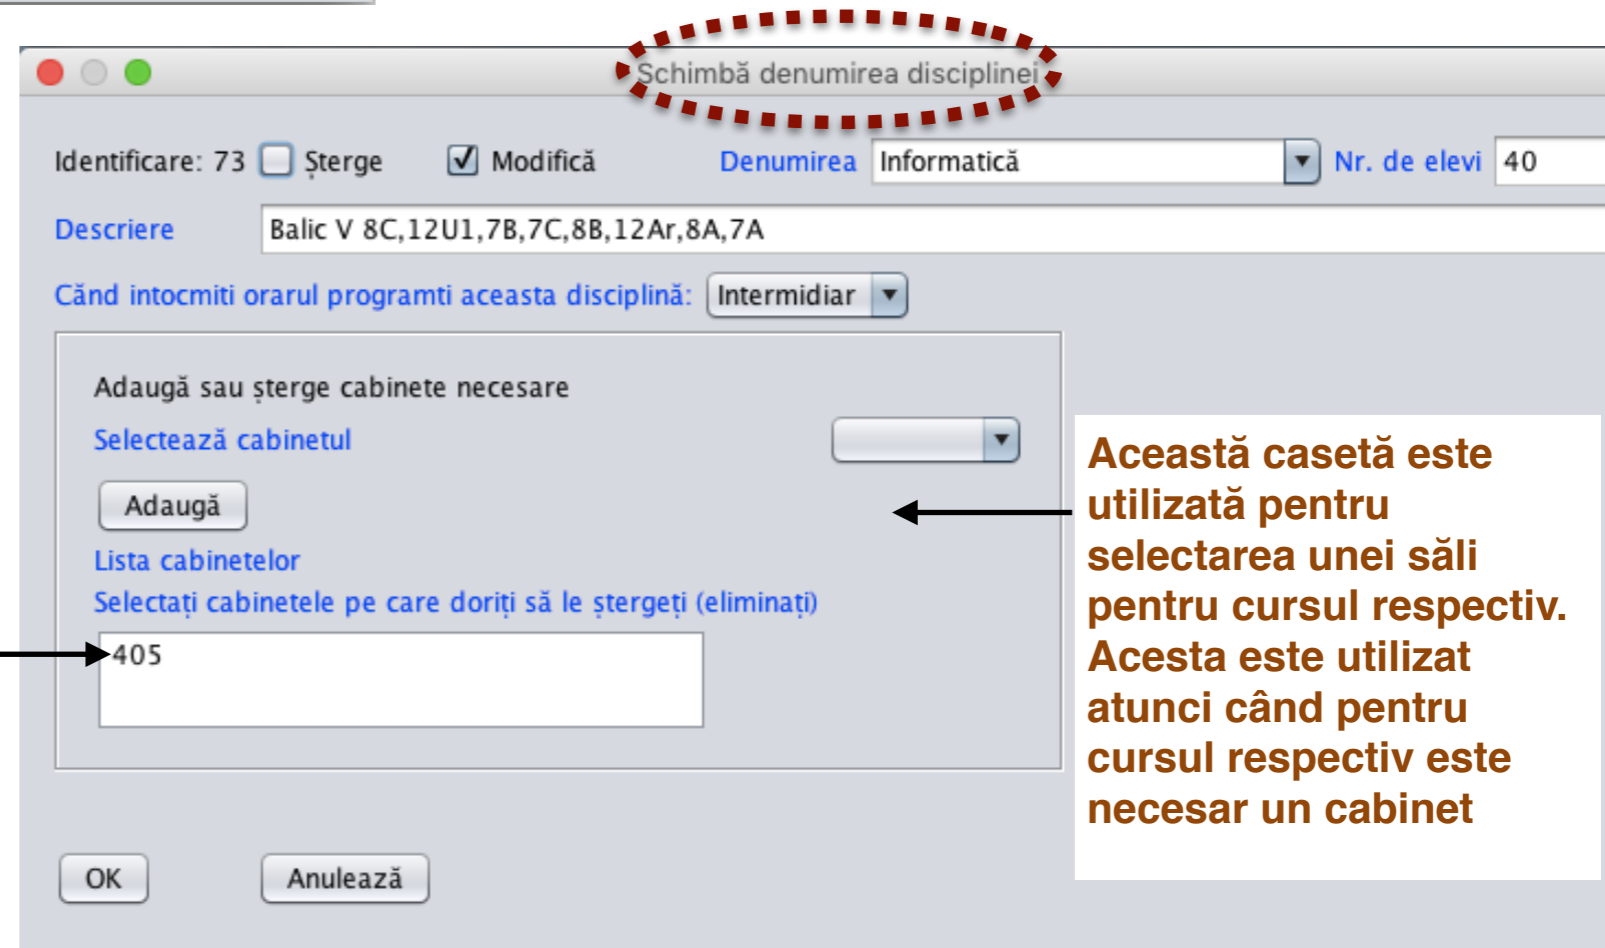 Schimbă denumirea disciplinei
Identificare: 73 Șterge Modifică Denumirea Informatică Nr. de elevi 40
Descriere Balic V 8C,12U1,7B,7C,8B,12Ar,8A,7A
Cănd intocmiti orarul programti aceasta disciplină: Intermidiar
Adaugă sau șterge cabinete necesare
Selectează cabinetul
Adaugă
Lista cabinetelor
Selectați cabinetele pe care doriți să le ștergeți (eliminați)
405
OK Anulează
Această casetă este
utilizată pentru
selectarea unei săli
pentru cursul respectiv.
Acesta este utilizat
atunci când pentru
cursul respectiv este
necesar un cabinet